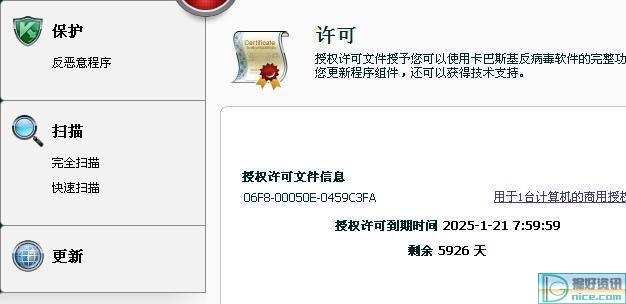 保护
反恶意程序
扫描
完全扫描
快速扫描
更新
Certificate
许可
授权许可文件授予您可以使用卡巴斯基反病毒软件的完整功
您更新程序组件，还可以获得技术支持。
授权许可文件信息
06F8-00050E-0459C3FA
用于1台计算机的商用授权
授权许可到期时间 2025-1-21 7:59:59
剩余 5926 天
握好资讯
nice.com